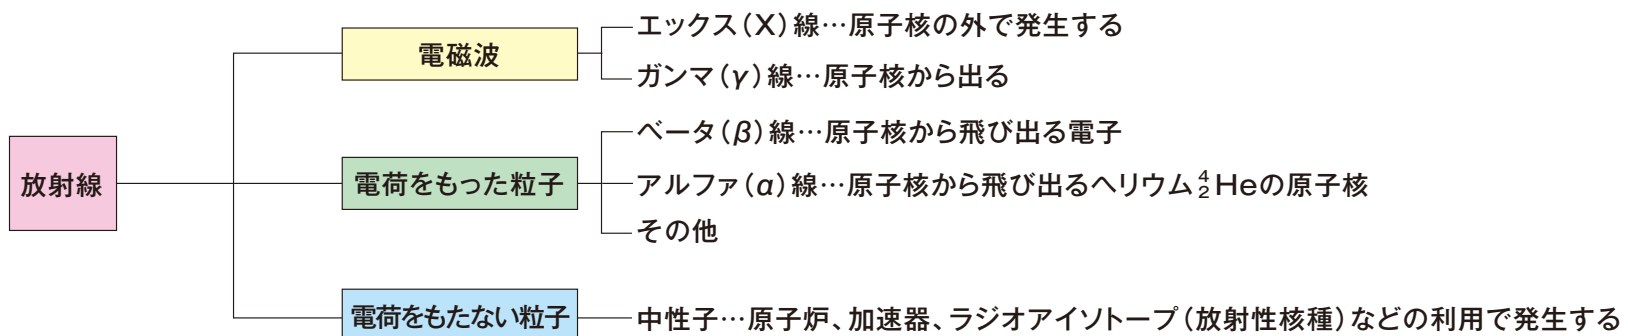 放射線
電磁波
エックス(X)線…原子核の外で発生する
ガンマ(γ)線…原子核から出る
電荷をもった粒子
ベータ(β)線…原子核から飛び出る電子
アルファ(α)線…原子核から飛び出るヘリウム⁴₂Heの原子核
その他
電荷をもたない粒子
中性子…原子炉、加速器、ラジオアイソトープ(放射性核種)などの利用で発生する